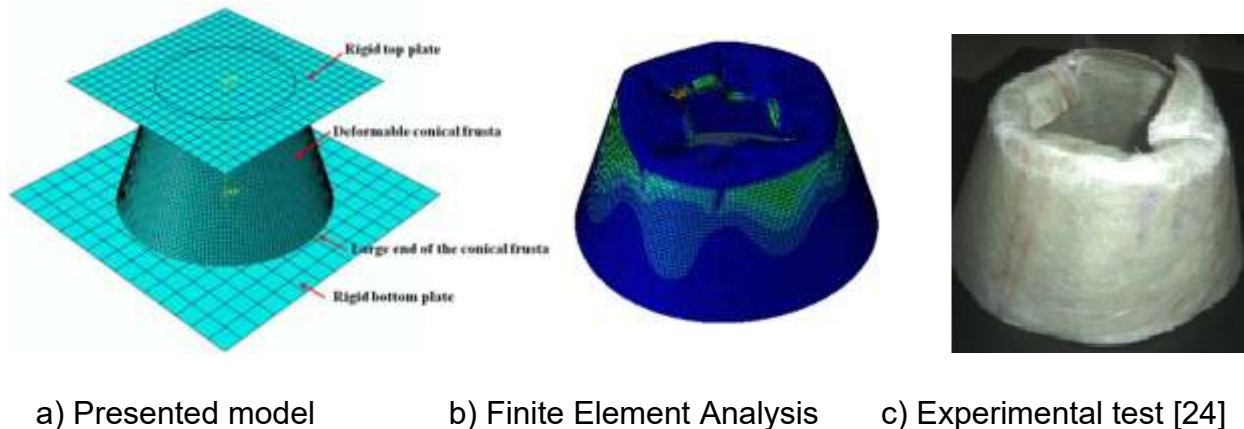 Rigid top plate
Deformable conical frusta
Large end of the conical frusta
Rigid bottom plate
a) Presented model b) Finite Element Analysis c) Experimental test [24]